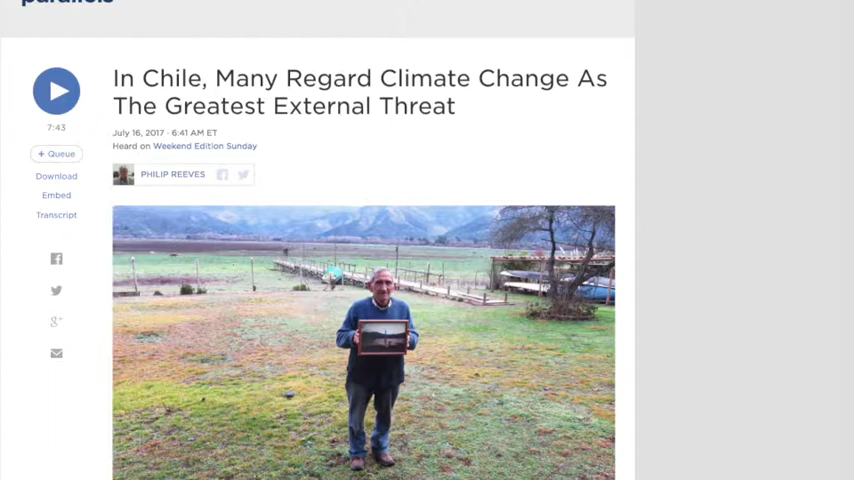 parallels
In Chile, Many Regard Climate Change As
The Greatest External Threat
7:43
July 16, 2017 · 6:41 AM ET
Heard on Weekend Edition Sunday
+ Queue
PHILIP REEVES
Download
Embed
Transcript